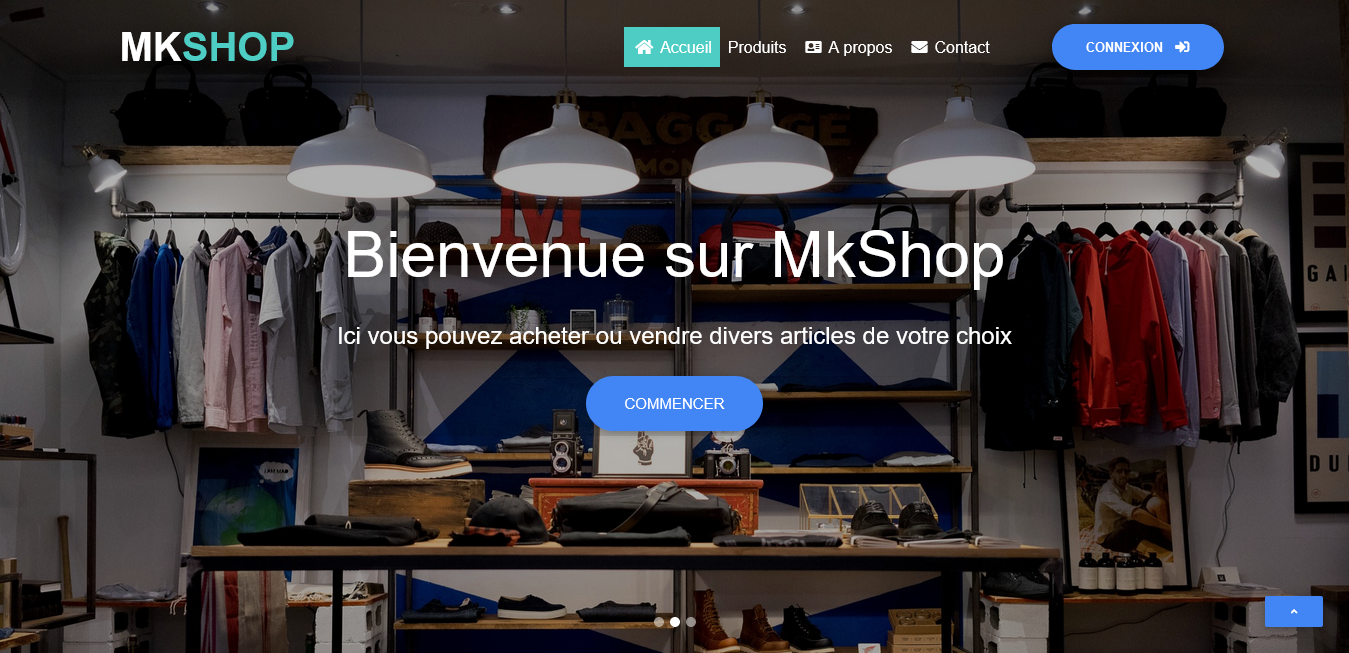 MKSHOP
Accueil
Produits
A propos
Contact
CONNEXION
BAGGAGE
M
Bienvenue sur MkShop
Ici vous pouvez acheter ou vendre divers articles de votre choix
COMMENCER